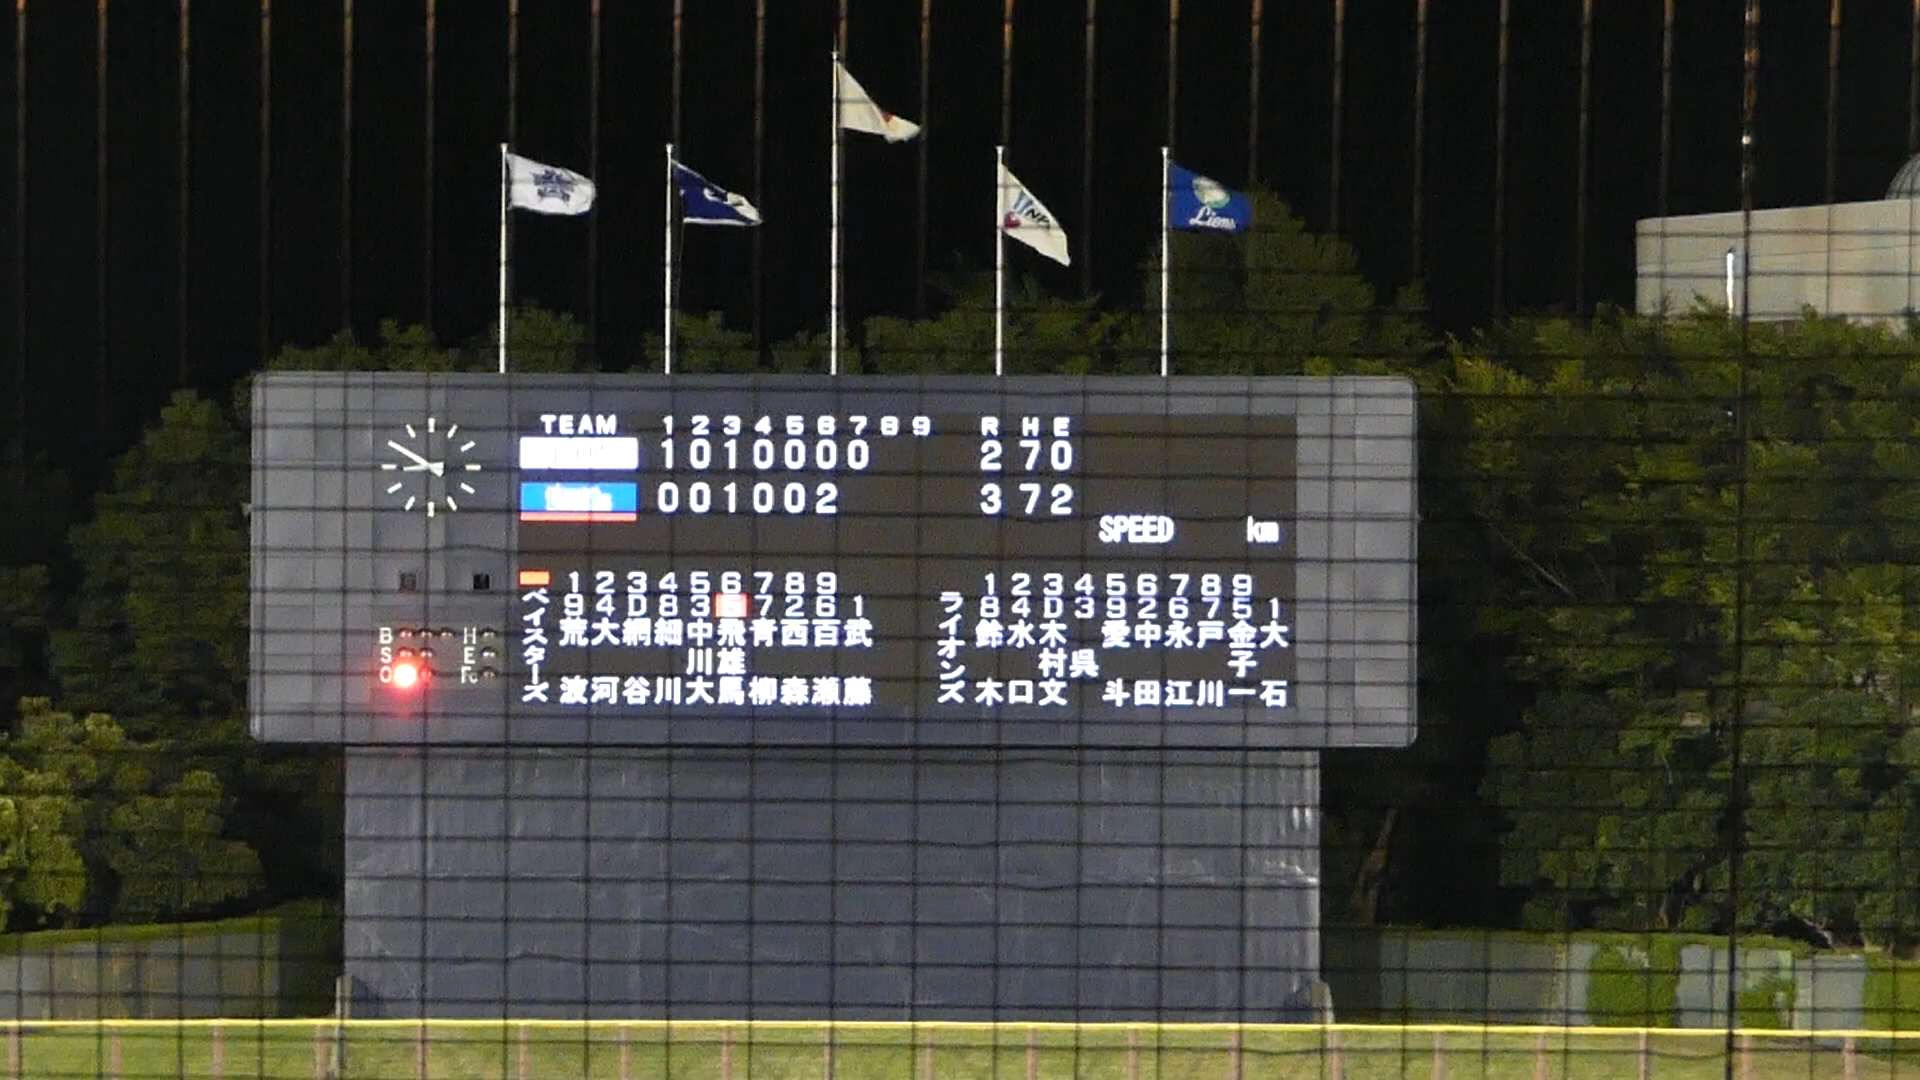 NPB
Lions
TEAM 1 2 3 4 5 6 7 8 9 R H E
1 0 1 0 0 0 0 2 7 0
0 0 1 0 0 2 3 7 2
SPEED km
ベイスターズ
1 2 3 4 5 6 7 8 9
9 4 D 8 3 5 7 2 6 1
荒波
大河
網谷
細川
中川大
飛雄馬
青柳
西森
百瀬
武藤
ライオンズ
1 2 3 4 5 6 7 8 9
8 4 D 3 9 2 6 7 5 1
鈴木
水口
木村文
呉
愛斗
中田
永江
戸川
金子一
大石
B H
S E
O Fc